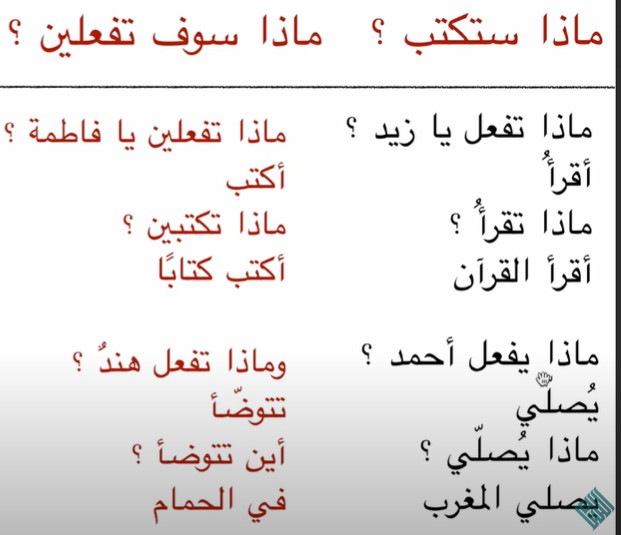 ماذا ستكتب ؟ ماذا سوف تفعلين ؟
ماذا تفعل يا زيد ؟
أقرأُ
ماذا تقرأُ ؟
أقرأ القرآن
ماذا يفعل أحمد ؟
يُصلّي
ماذا يُصلّي ؟
يصلي المغرب
ماذا تفعلين يا فاطمة ؟
أكتب
ماذا تكتبين ؟
أكتب كتابًا
وماذا تفعل هندٌ ؟
تتوضّأ
أين تتوضأ ؟
في الحمام